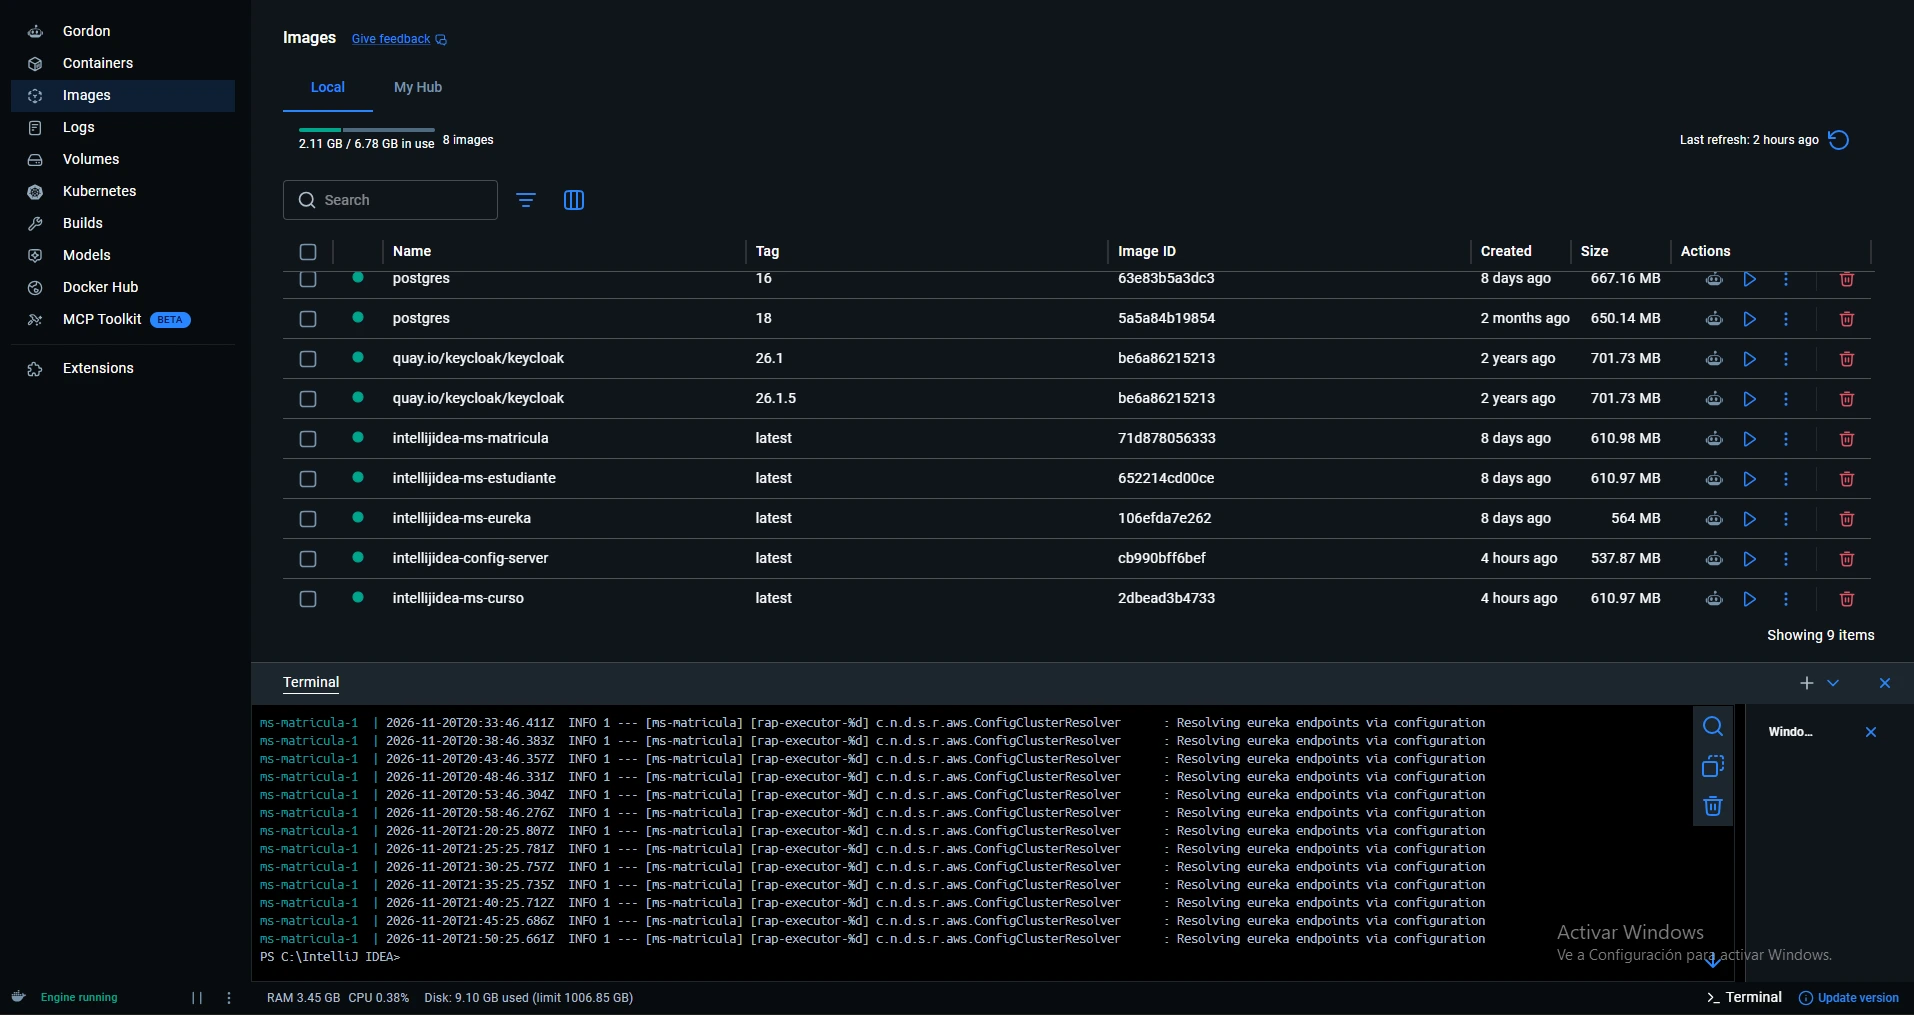 Gordon
Containers
Images
Logs
Volumes
Kubernetes
Builds
Models
Docker Hub
MCP Toolkit BETA
Extensions
Images Give feedback
Local My Hub
2.11 GB / 6.78 GB in use 8 images
Last refresh: 2 hours ago
Search
Name Tag Image ID Created Size Actions
postgres 16 63e83b5a3dc3 8 days ago 667.16 MB
postgres 18 5a5a84b19854 2 months ago 650.14 MB
quay.io/keycloak/keycloak 26.1 be6a86215213 2 years ago 701.73 MB
quay.io/keycloak/keycloak 26.1.5 be6a86215213 2 years ago 701.73 MB
intellijidea-ms-matricula latest 71d878056333 8 days ago 610.98 MB
intellijidea-ms-estudiante latest 652214cd00ce 8 days ago 610.97 MB
intellijidea-ms-eureka latest 106efda7e262 8 days ago 564 MB
intellijidea-config-server latest cb990bff6bef 4 hours ago 537.87 MB
intellijidea-ms-curso latest 2dbead3b4733 4 hours ago 610.97 MB
Showing 9 items
Terminal
ms-matricula-1 | 2026-11-20T20:33:46.411Z INFO 1 --- [ms-matricula] [rap-executor-%d] c.n.d.s.r.aws.ConfigClusterResolver : Resolving eureka endpoints via configuration
ms-matricula-1 | 2026-11-20T20:38:46.383Z INFO 1 --- [ms-matricula] [rap-executor-%d] c.n.d.s.r.aws.ConfigClusterResolver : Resolving eureka endpoints via configuration
ms-matricula-1 | 2026-11-20T20:43:46.357Z INFO 1 --- [ms-matricula] [rap-executor-%d] c.n.d.s.r.aws.ConfigClusterResolver : Resolving eureka endpoints via configuration
ms-matricula-1 | 2026-11-20T20:48:46.331Z INFO 1 --- [ms-matricula] [rap-executor-%d] c.n.d.s.r.aws.ConfigClusterResolver : Resolving eureka endpoints via configuration
ms-matricula-1 | 2026-11-20T20:53:46.304Z INFO 1 --- [ms-matricula] [rap-executor-%d] c.n.d.s.r.aws.ConfigClusterResolver : Resolving eureka endpoints via configuration
ms-matricula-1 | 2026-11-20T20:58:46.276Z INFO 1 --- [ms-matricula] [rap-executor-%d] c.n.d.s.r.aws.ConfigClusterResolver : Resolving eureka endpoints via configuration
ms-matricula-1 | 2026-11-20T21:20:25.807Z INFO 1 --- [ms-matricula] [rap-executor-%d] c.n.d.s.r.aws.ConfigClusterResolver : Resolving eureka endpoints via configuration
ms-matricula-1 | 2026-11-20T21:25:25.781Z INFO 1 --- [ms-matricula] [rap-executor-%d] c.n.d.s.r.aws.ConfigClusterResolver : Resolving eureka endpoints via configuration
ms-matricula-1 | 2026-11-20T21:30:25.757Z INFO 1 --- [ms-matricula] [rap-executor-%d] c.n.d.s.r.aws.ConfigClusterResolver : Resolving eureka endpoints via configuration
ms-matricula-1 | 2026-11-20T21:35:25.735Z INFO 1 --- [ms-matricula] [rap-executor-%d] c.n.d.s.r.aws.ConfigClusterResolver : Resolving eureka endpoints via configuration
ms-matricula-1 | 2026-11-20T21:40:25.712Z INFO 1 --- [ms-matricula] [rap-executor-%d] c.n.d.s.r.aws.ConfigClusterResolver : Resolving eureka endpoints via configuration
ms-matricula-1 | 2026-11-20T21:45:25.686Z INFO 1 --- [ms-matricula] [rap-executor-%d] c.n.d.s.r.aws.ConfigClusterResolver : Resolving eureka endpoints via configuration
ms-matricula-1 | 2026-11-20T21:50:25.661Z INFO 1 --- [ms-matricula] [rap-executor-%d] c.n.d.s.r.aws.ConfigClusterResolver : Resolving eureka endpoints via configuration
PS C:\IntelliJ IDEA>
Windo...
Activar Windows
Ve a Configuración para activar Windows.
Engine running
RAM 3.45 GB CPU 0.38% Disk: 9.10 GB used (limit 1006.85 GB)
>_ Terminal
Update version